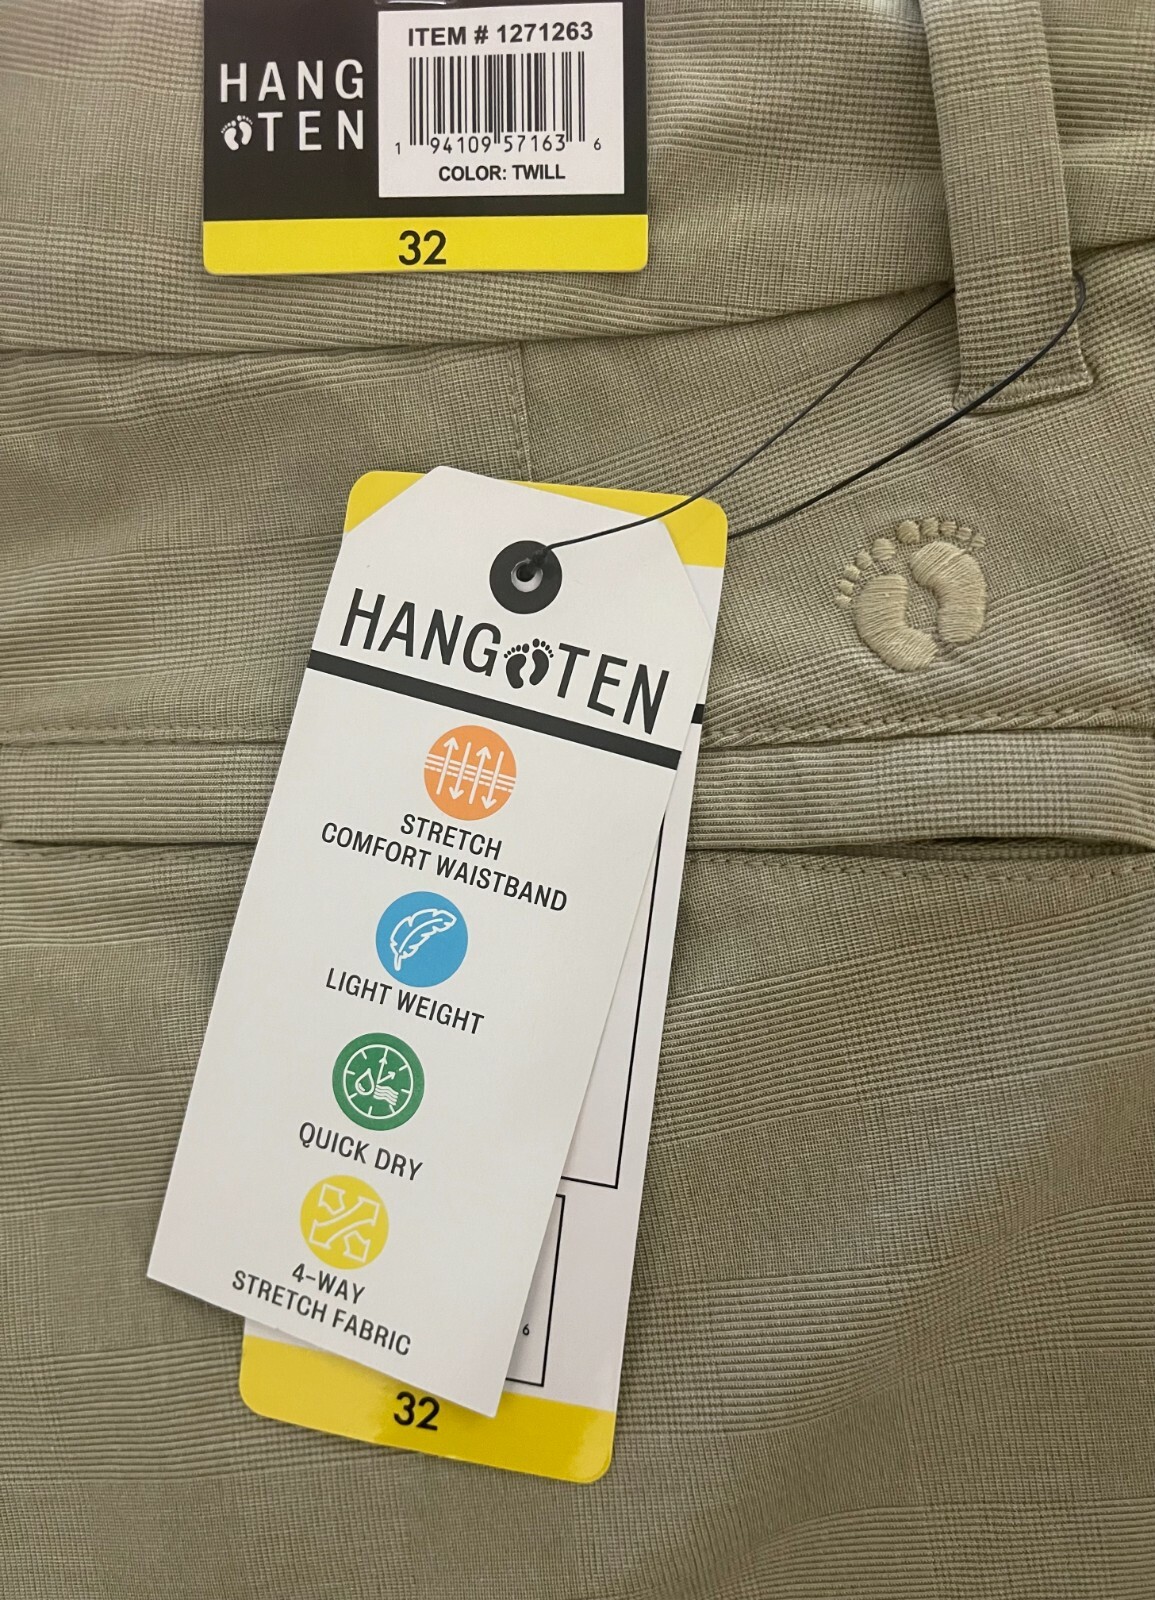 ITEM # 1271263
HANG
TEN
1 94109 57163 6
COLOR: TWILL
32
HANG TEN
STRETCH
COMFORT WAISTBAND
LIGHT WEIGHT
QUICK DRY
4-WAY
STRETCH FABRIC
6
32